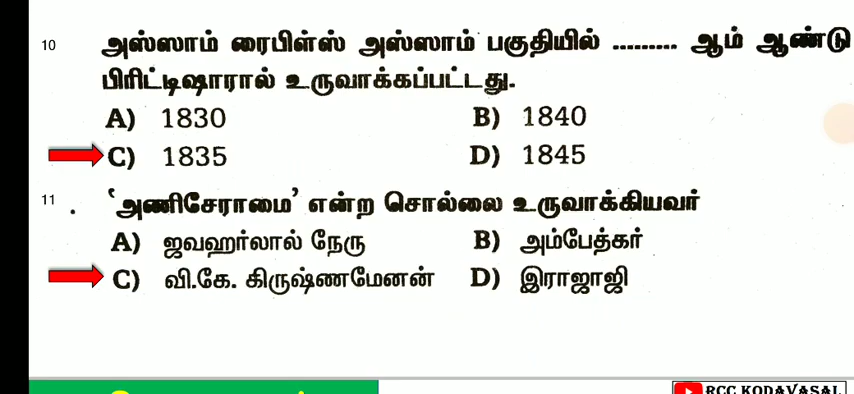 10 அஸ்ஸாம் ரைபிள்ஸ் அஸ்ஸாம் பகுதியில் ......... ஆம் ஆண்டு
பிரிட்டிஷாரால் உருவாக்கப்பட்டது.
A) 1830 B) 1840
C) 1835 D) 1845
11 . ‘அணிசேராமை’ என்ற சொல்லை உருவாக்கியவர்
A) ஜவஹர்லால் நேரு B) அம்பேத்கர்
C) வி.கே. கிருஷ்ணமேனன் D) இராஜாஜி
RCC KODAVASAL